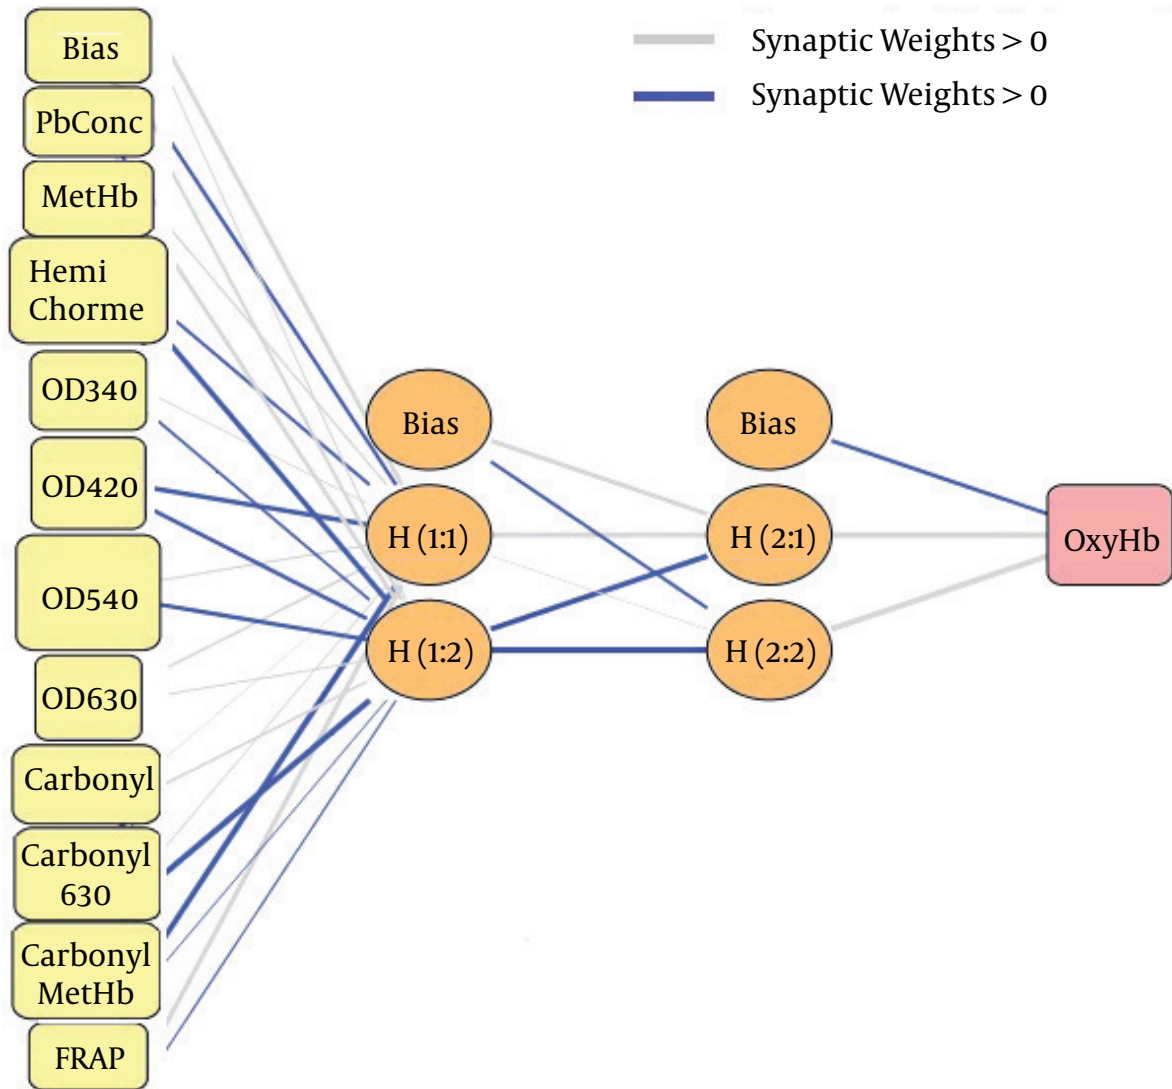 Synaptic Weights > 0
Synaptic Weights > 0
Bias
PbConc
MetHb
Hemi
Chorme
OD340
OD420
OD540
OD630
Carbonyl
Carbonyl
630
Carbonyl
MetHb
FRAP
Bias
H (1:1)
H (1:2)
Bias
H (2:1)
H (2:2)
OxyHb